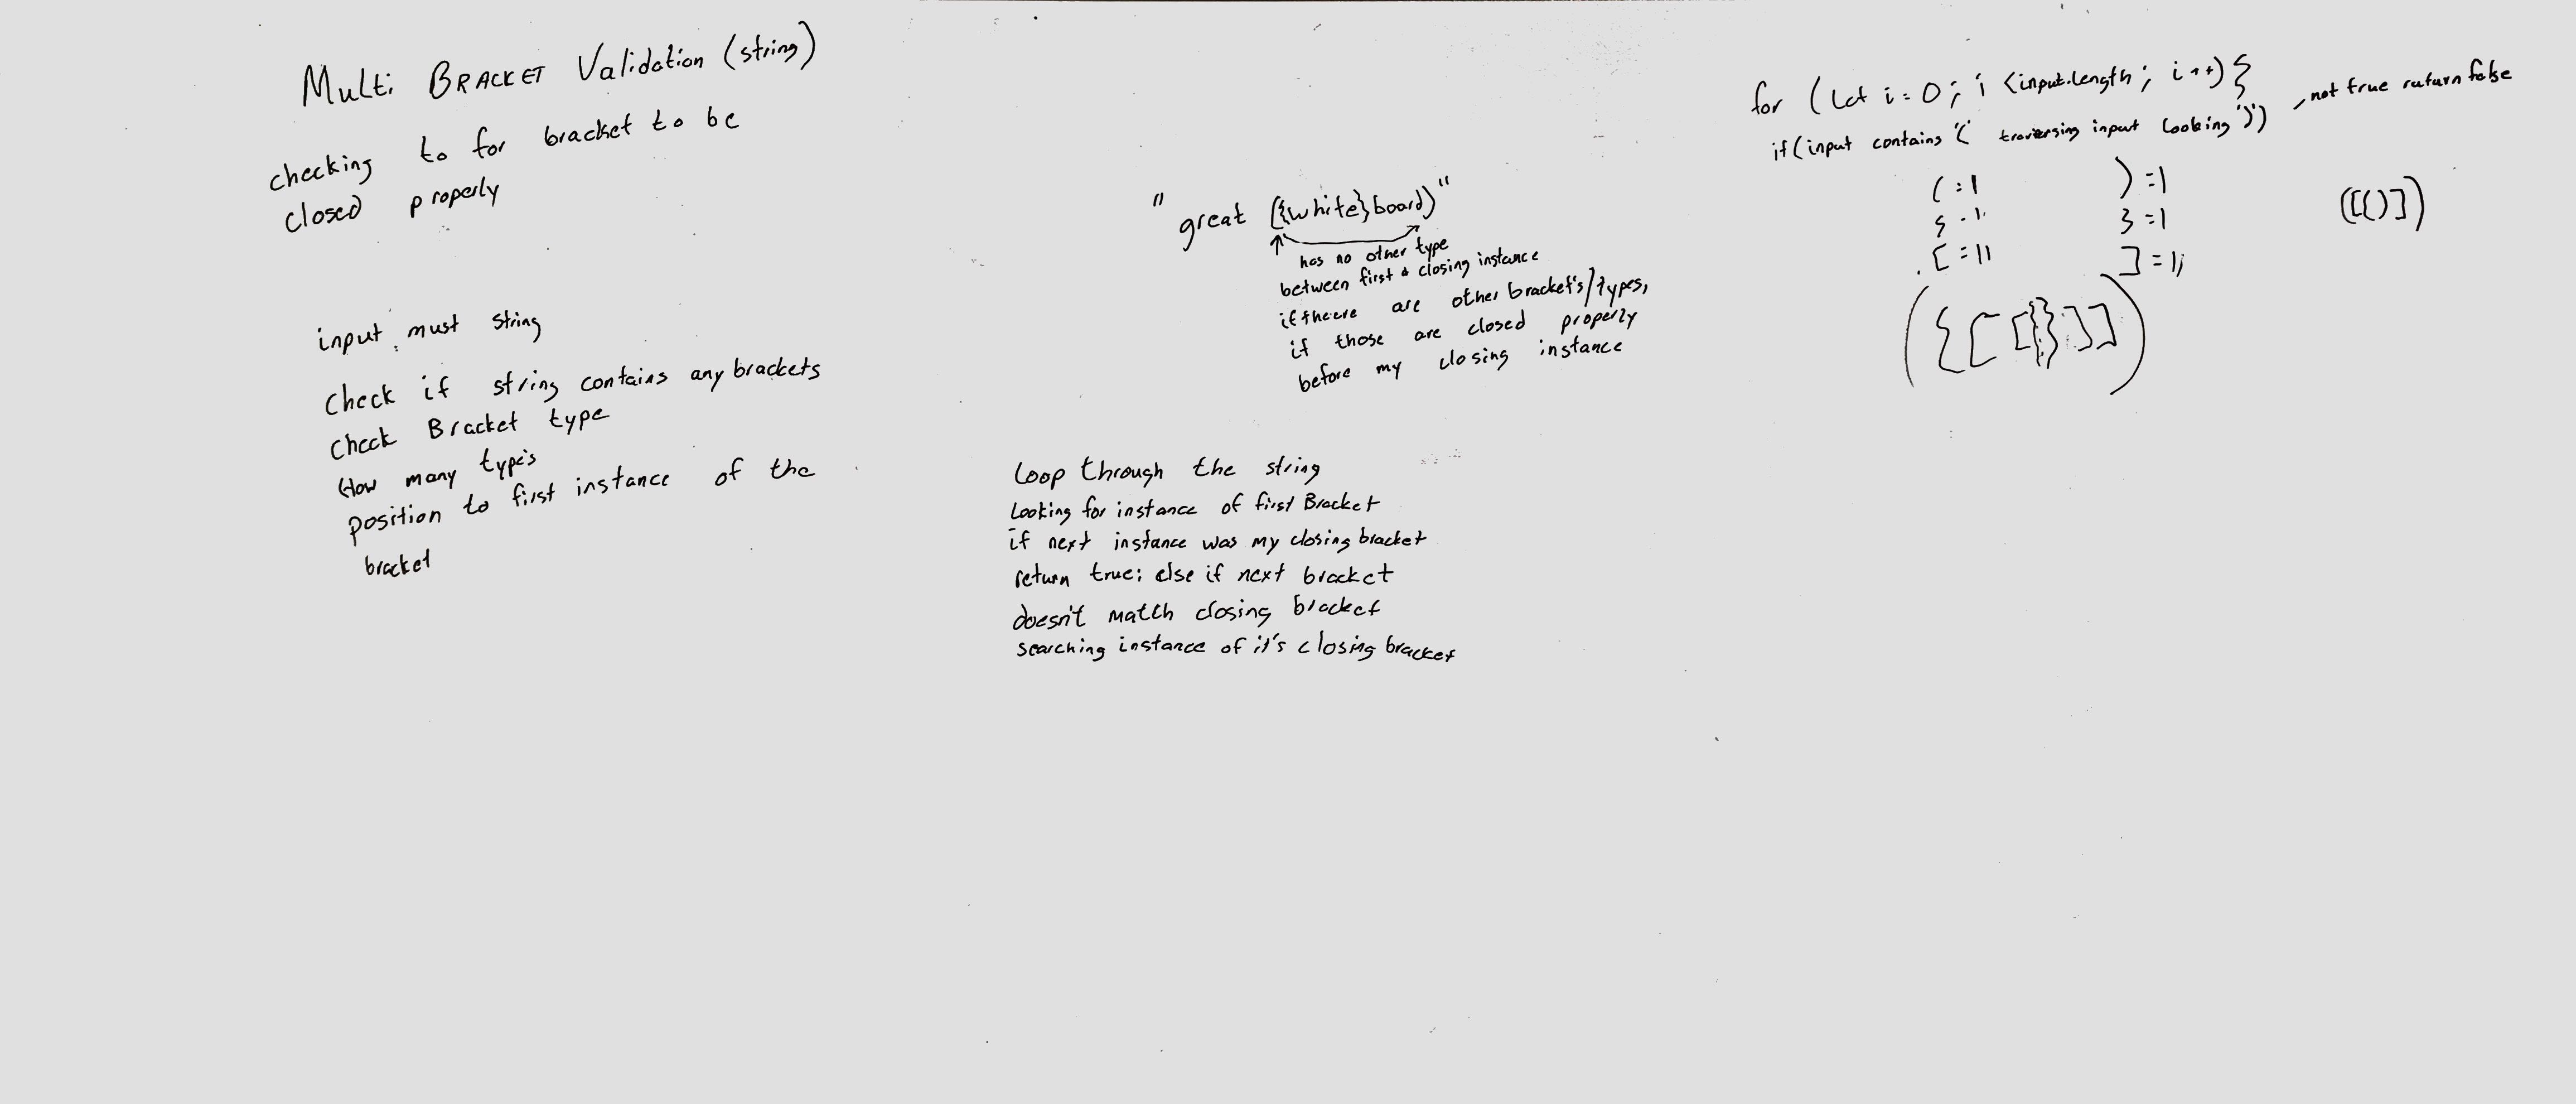 Multi BRACKET Validation (string)
checking to for bracket to be
closed properly
input must string
Check if string contains any brackets
Check Bracket type
How many type's
position to first instance of the
bracket
"great ({white}board)"
has no other type
between first & closing instance
if there are other bracket's/types,
if those are closed properly
before my closing instance
Loop through the string
Looking for instance of first Bracket
if next instance was my closing bracket
return true; else if next bracket
doesn't match closing bracket
searching instance of it's closing bracket
for (Let i = 0; i < input.length; i++) {
if (input contains '(' traversing input looking ')') not true return false
( = 1 ) = 1
{ = 1 } = 1
[ = 11 ] = 11
([()])